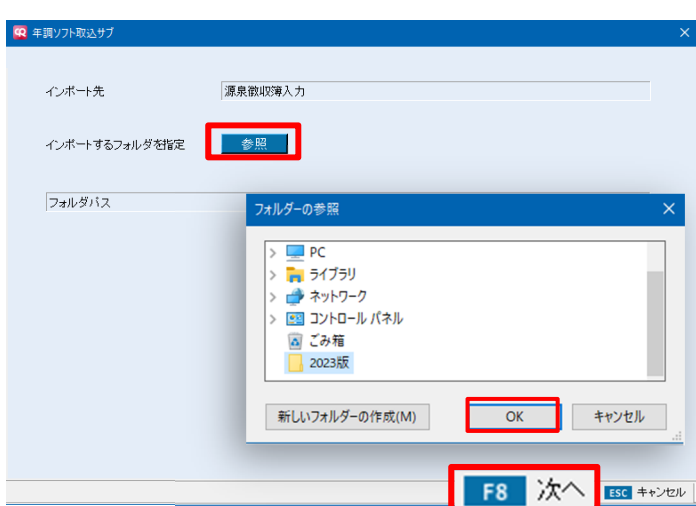 年調ソフト取込サブ
インポート先 源泉徴収簿入力
インポートするフォルダを指定 参照
フォルダパス
フォルダーの参照
PC
ライブラリ
ネットワーク
コントロール パネル
ごみ箱
2023版
新しいフォルダーの作成(M) OK キャンセル
F8 次へ ESC キャンセル